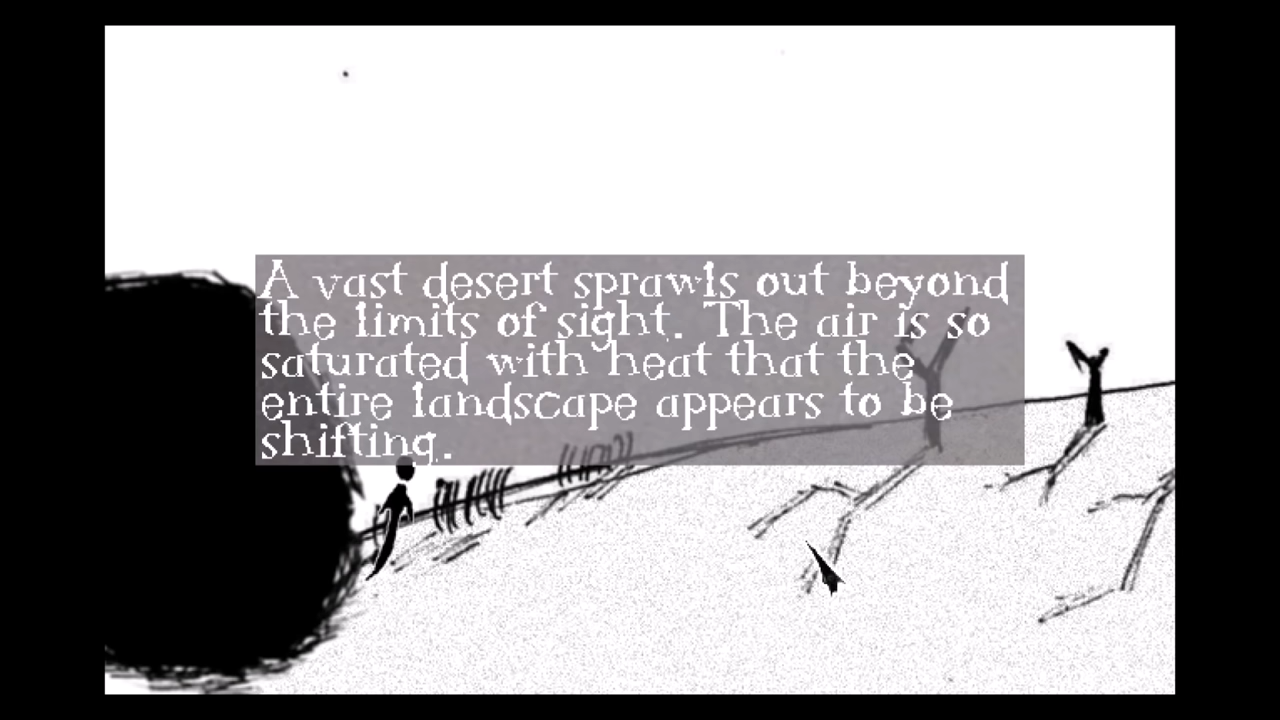 A vast desert sprawls out beyond
the limits of sight. The air is so
saturated with heat that the
entire landscape appears to be
shifting.